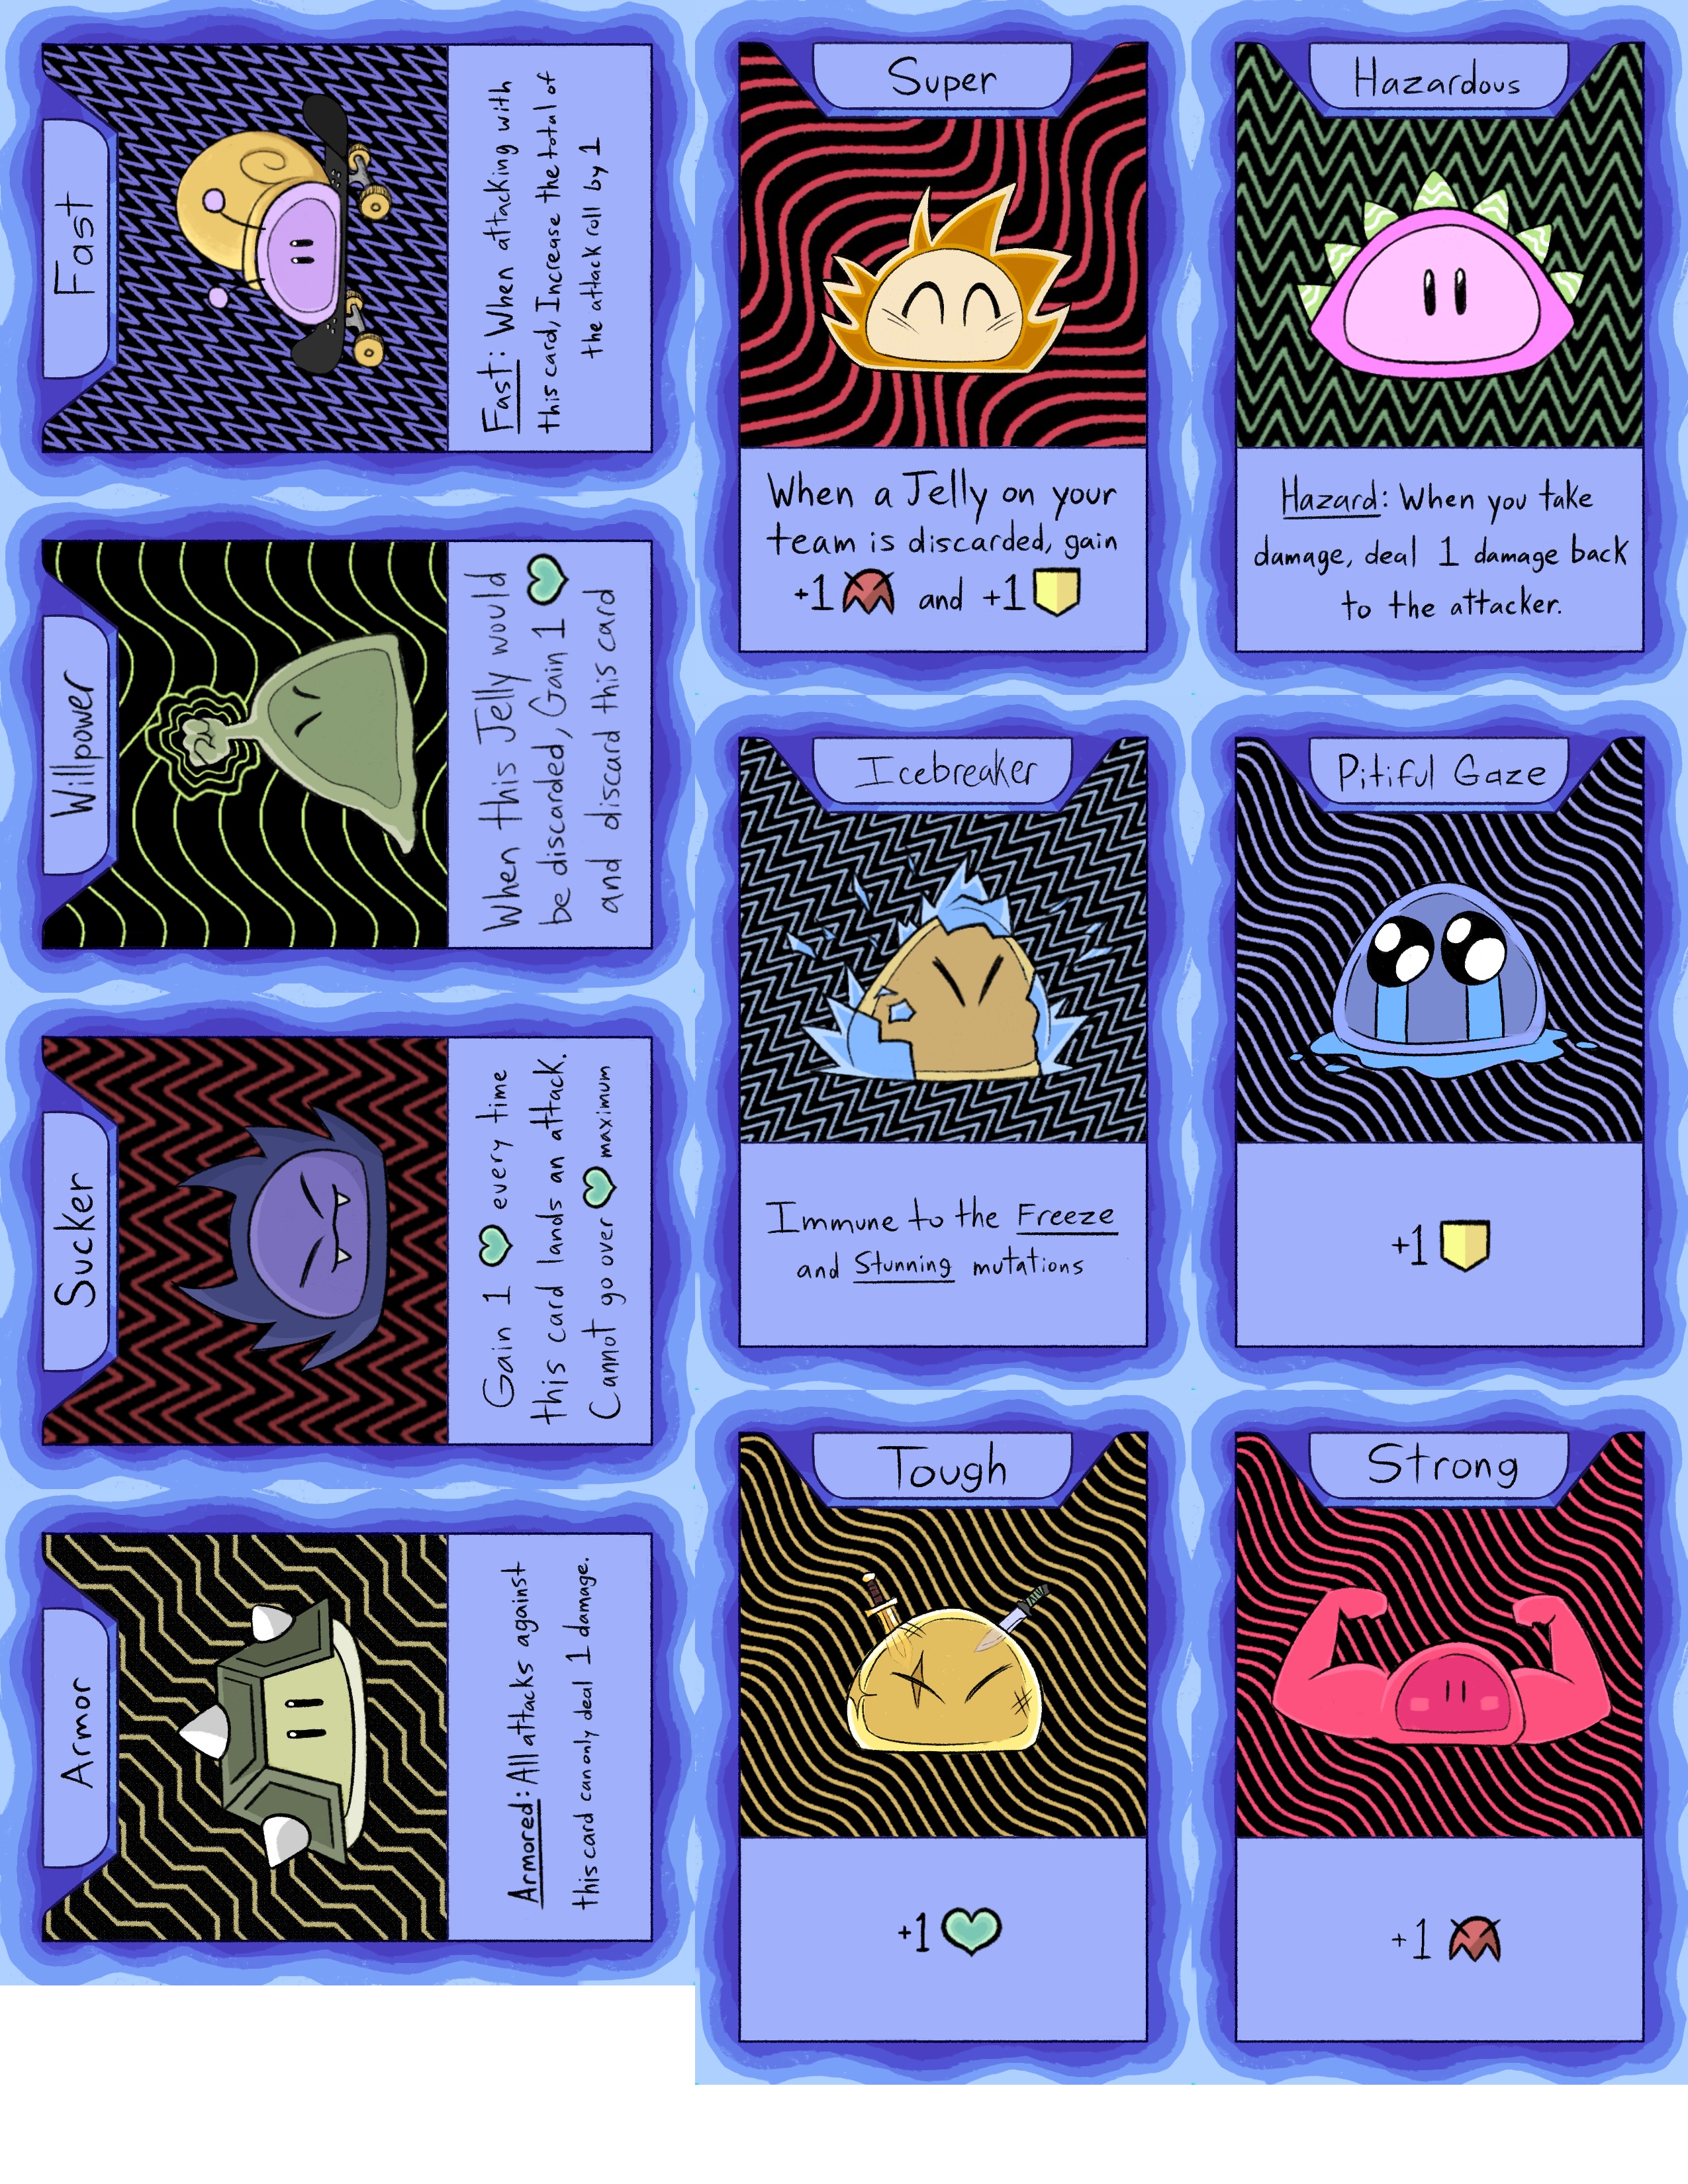 Fast
Fast: When attacking with
this card, Increase the total of
the attack roll by 1
Willpower
When this Jelly would
be discarded, Gain 1
and discard this card
Sucker
Gain 1 every time
this card lands an attack.
Cannot go over maximum
Armor
Armored: All attacks against
this card can only deal 1 damage.
Super
When a Jelly on your
team is discarded, gain
+1 and +1
Hazardous
Hazard: When you take
damage, deal 1 damage back
to the attacker.
Icebreaker
Immune to the Freeze
and Stunning mutations
Pitiful Gaze
+1
Tough
+1
Strong
+1